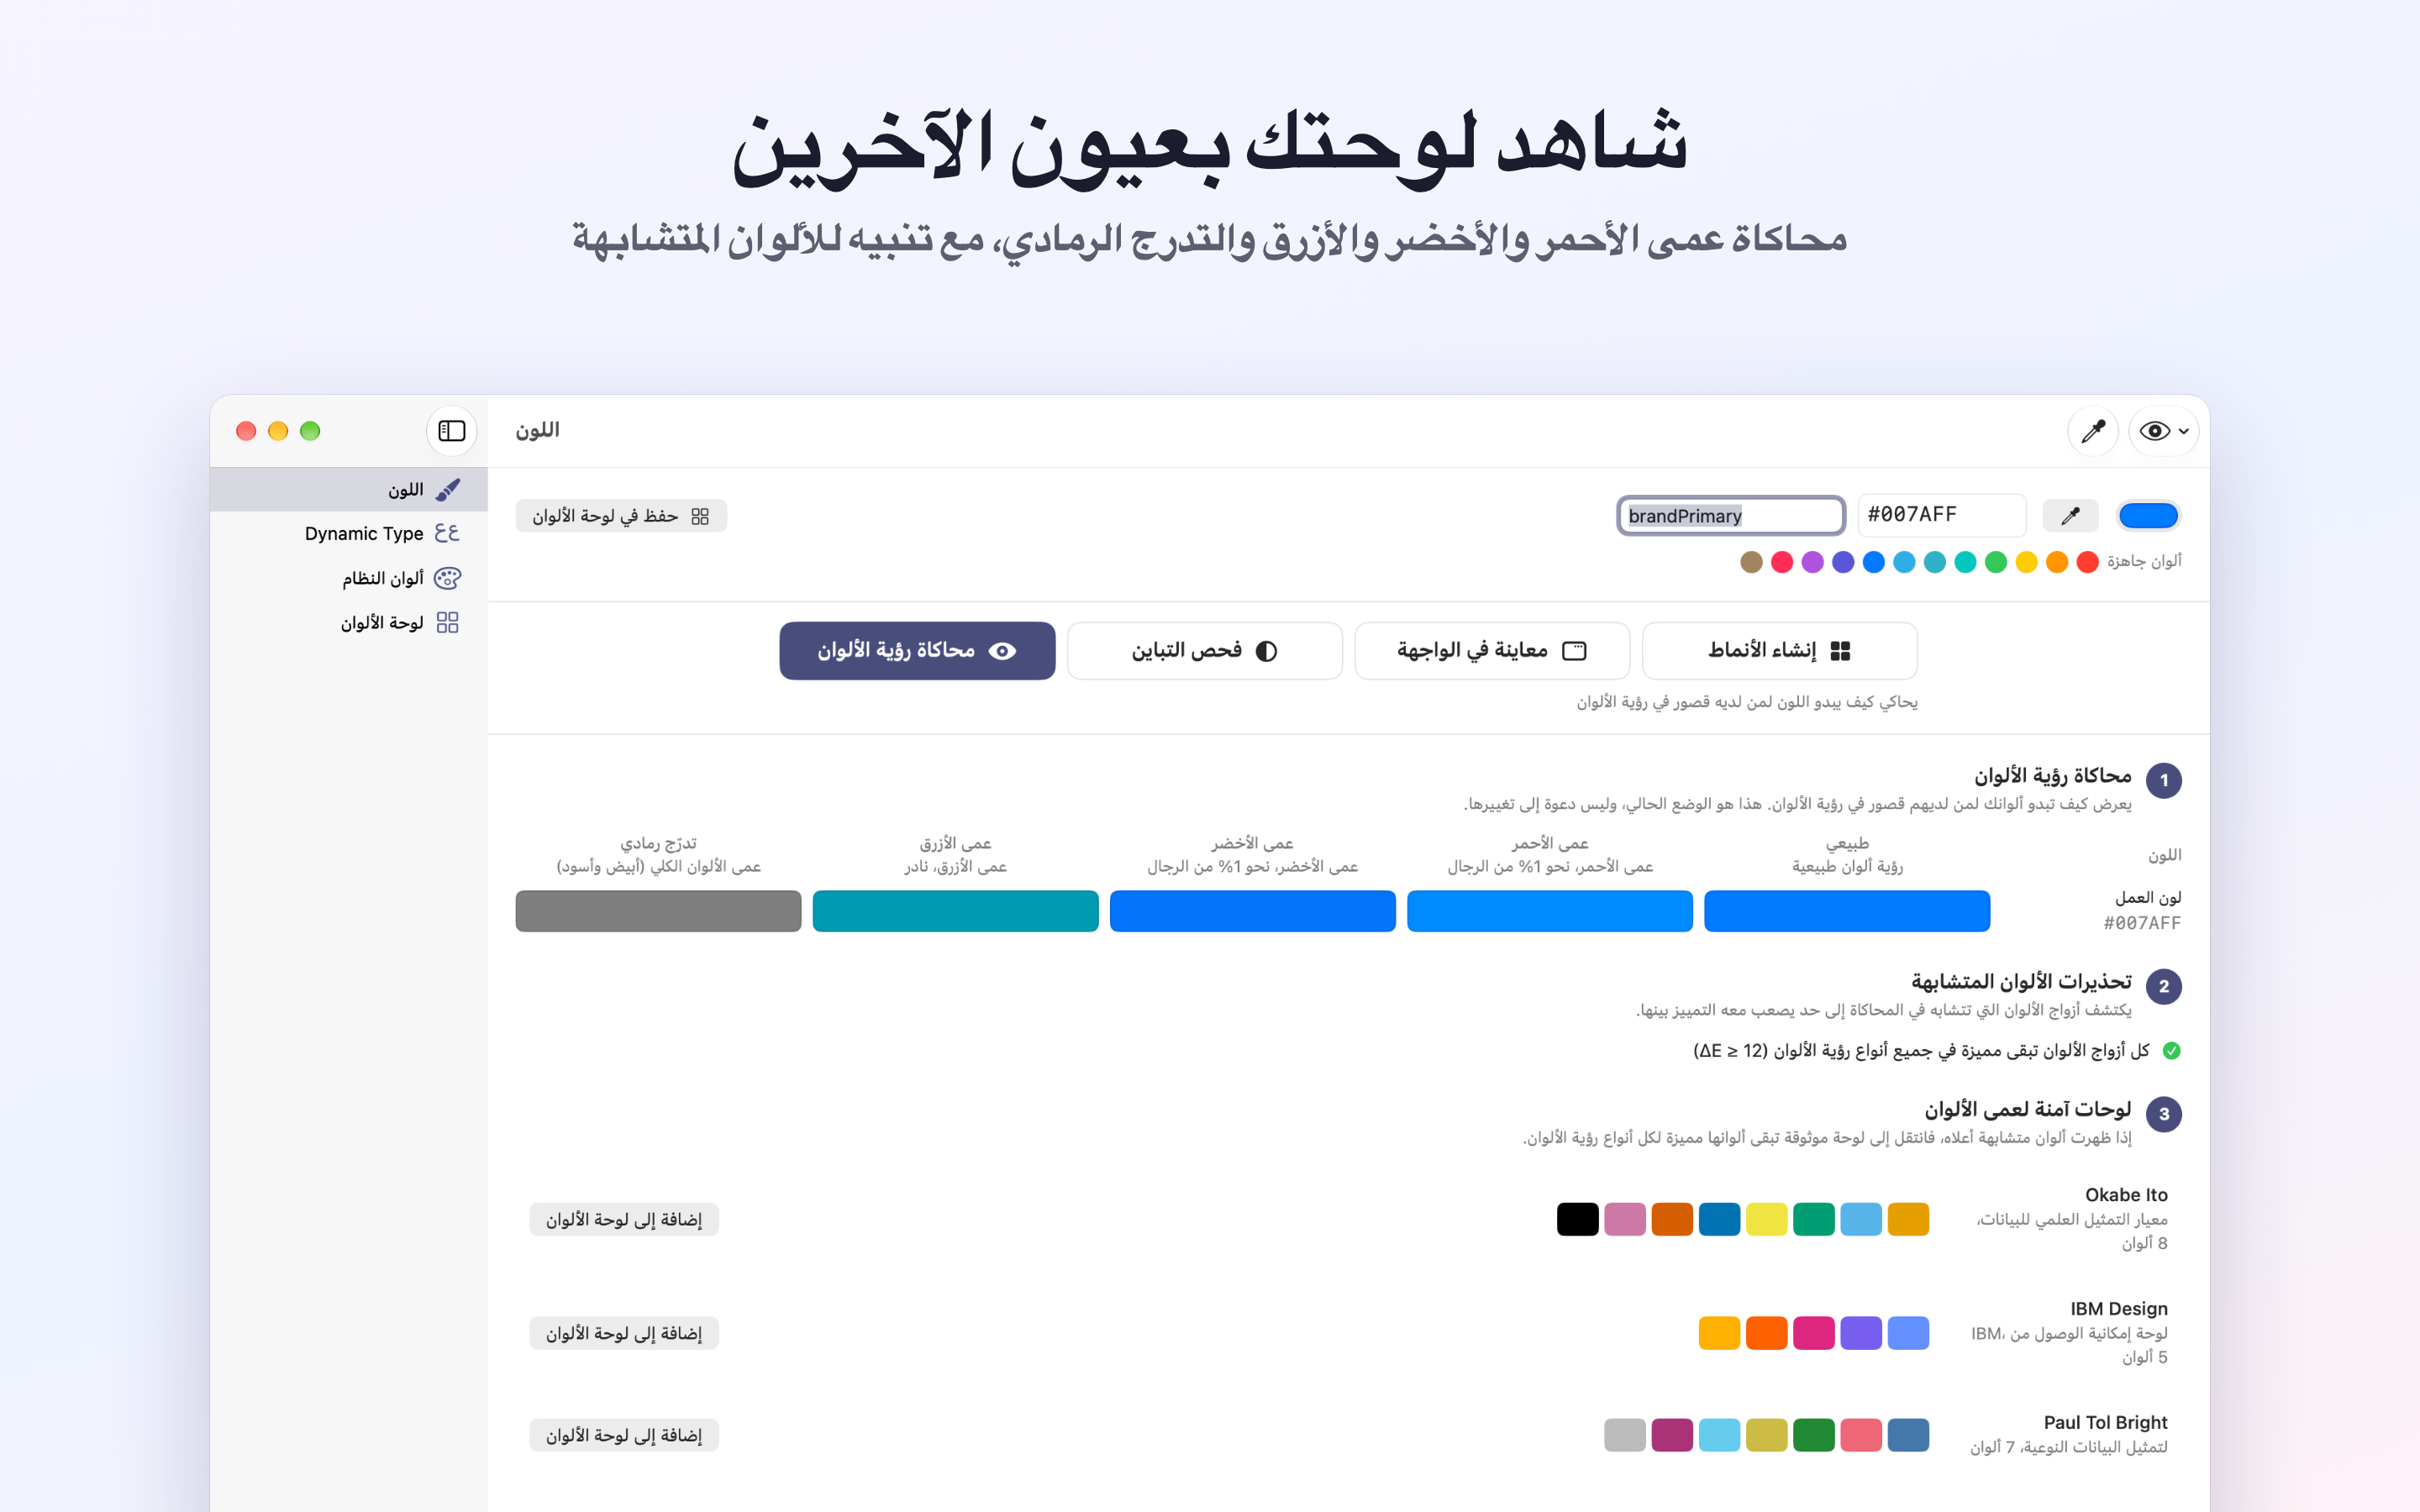 شاهد لوحتك بعيون الآخرين
محاكاة عمى الأحمر والأخضر والأزرق والتدرج الرمادي، مع تنبيه للألوان المتشابهة
اللون
اللون
Dynamic Type
ألوان النظام
لوحة الألوان
#007AFF
brandPrimary
حفظ في لوحة الألوان
ألوان جاهزة
إنشاء الأنماط
معاينة في الواجهة
فحص التباين
محاكاة رؤية الألوان
يحاكي كيف يبدو اللون لمن لديه قصور في رؤية الألوان
1
محاكاة رؤية الألوان
يعرض كيف تبدو ألوانك لمن لديهم قصور في رؤية الألوان. هذا هو الوضع الحالي، وليس دعوة إلى تغييرها.
اللون
طبيعي
رؤية ألوان طبيعية
عمى الأحمر
عمى الأحمر، نحو 1% من الرجال
عمى الأخضر
عمى الأخضر، نحو 1% من الرجال
عمى الأزرق
عمى الأزرق، نادر
تدرّج رمادي
عمى الألوان الكلي (أبيض وأسود)
لون العمل
#007AFF
2
تحذيرات الألوان المتشابهة
يكتشف أزواج الألوان التي تتشابه في المحاكاة إلى حد يصعب معه التمييز بينها.
كل أزواج الألوان تبقى مميزة في جميع أنواع رؤية الألوان (ΔE ≥ 12)
3
لوحات آمنة لعمى الألوان
إذا ظهرت ألوان متشابهة أعلاه، فانتقل إلى لوحة موثوقة تبقى ألوانها مميزة لكل أنواع رؤية الألوان.
Okabe Ito
معيار التمثيل العلمي للبيانات،
8 ألوان
إضافة إلى لوحة الألوان
IBM Design
لوحة إمكانية الوصول من IBM،
5 ألوان
إضافة إلى لوحة الألوان
Paul Tol Bright
لتمثيل البيانات النوعية، 7 ألوان
إضافة إلى لوحة الألوان